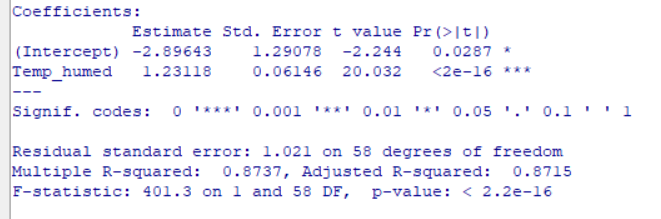 Coefficients:
            Estimate Std. Error t value Pr(>|t|)
(Intercept) -2.89643    1.29078  -2.244   0.0287 *
Temp_humed   1.23118    0.06146  20.032   <2e-16 ***
---
Signif. codes:  0 '***' 0.001 '**' 0.01 '*' 0.05 '.' 0.1 ' ' 1

Residual standard error: 1.021 on 58 degrees of freedom
Multiple R-squared:  0.8737, Adjusted R-squared:  0.8715
F-statistic: 401.3 on 1 and 58 DF,  p-value: < 2.2e-16